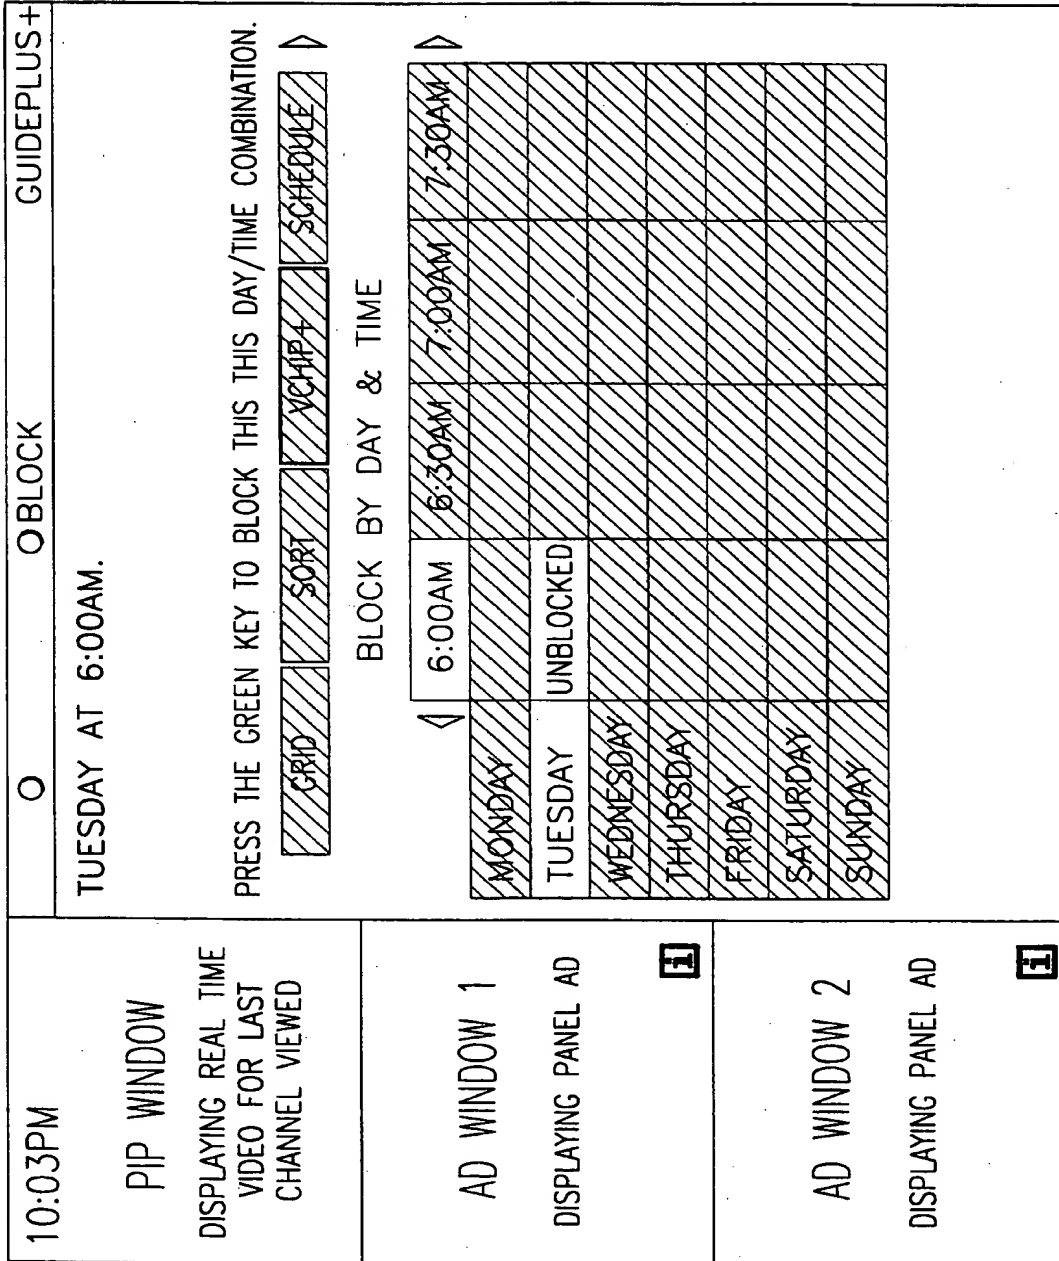 10:03PM
PIP WINDOW
DISPLAYING REAL TIME
VIDEO FOR LAST
CHANNEL VIEWED
AD WINDOW 1
DISPLAYING PANEL AD
i
AD WINDOW 2
DISPLAYING PANEL AD
i
BLOCK GUIDEPLUS+
TUESDAY AT 6:00AM.
PRESS THE GREEN KEY TO BLOCK THIS THIS DAY/TIME COMBINATION.
GRID SORT VCHIP+ SCHEDULE
BLOCK BY DAY & TIME
6:00AM 6:30AM 7:00AM 7:30AM
MONDAY
TUESDAY UNBLOCKED
WEDNESDAY
THURSDAY
FRIDAY
SATURDAY
SUNDAY